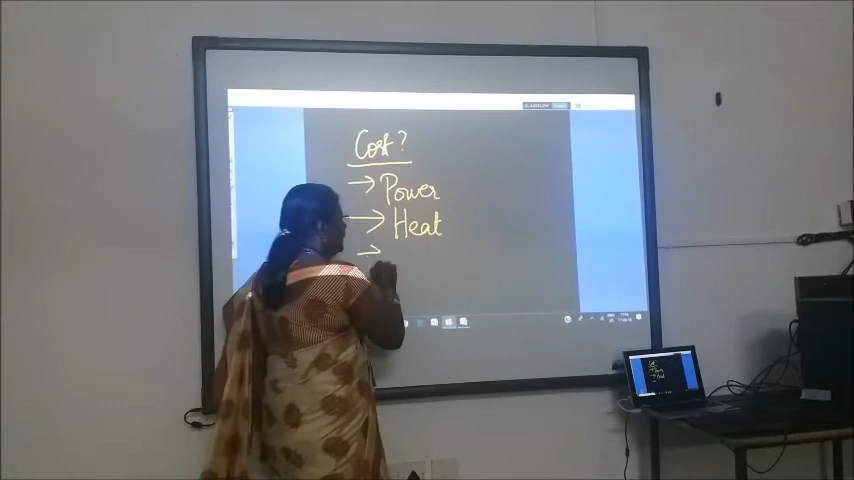 Cost?
→ Power
→ Heat
→